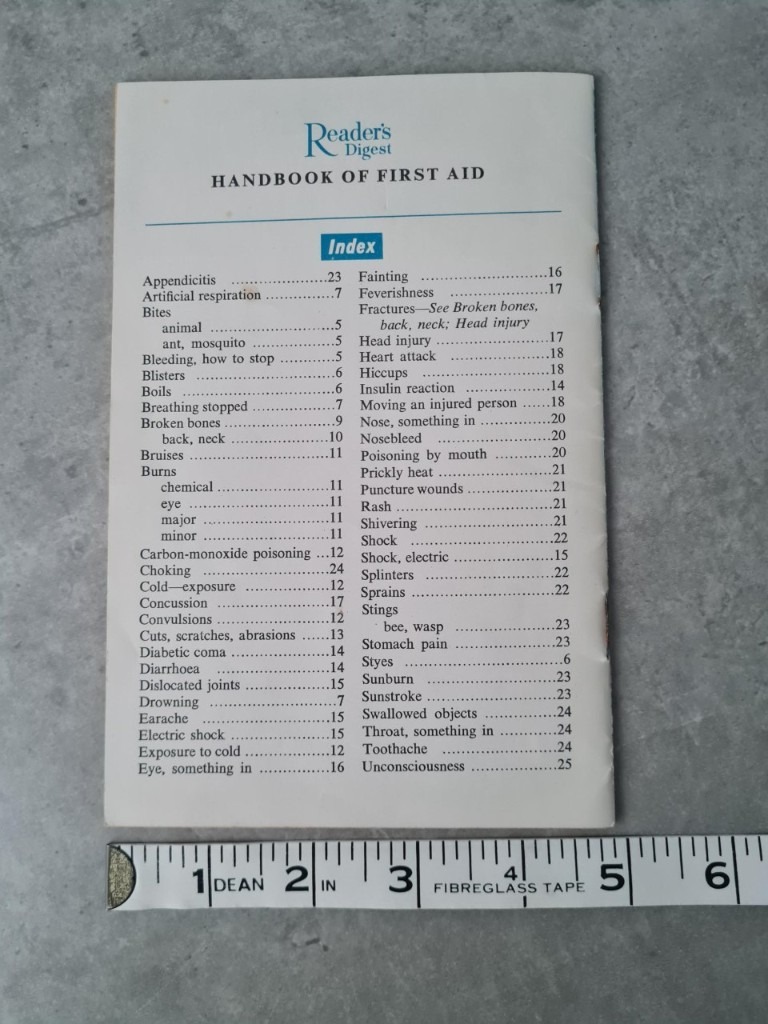 Reader's
Digest
HANDBOOK OF FIRST AID
Index
Appendicitis ..................23
Artificial respiration .............7
Bites
animal .......................5
ant, mosquito ................5
Bleeding, how to stop ..........5
Blisters ........................6
Boils ..........................6
Breathing stopped ..............7
Broken bones ..................9
back, neck ..................10
Bruises .......................11
Burns
chemical ....................11
eye .........................11
major .......................11
minor .......................11
Carbon-monoxide poisoning ...12
Choking ......................24
Cold—exposure ................12
Concussion ....................17
Convulsions ...................12
Cuts, scratches, abrasions ......13
Diabetic coma .................14
Diarrhoea .....................14
Dislocated joints ...............15
Drowning ......................7
Earache .......................15
Electric shock .................15
Exposure to cold ...............12
Eye, something in ..............16
Fainting .......................16
Feverishness ...................17
Fractures—See Broken bones,
back, neck; Head injury
Head injury ....................17
Heart attack ...................18
Hiccups .......................18
Insulin reaction ................14
Moving an injured person ......18
Nose, something in .............20
Nosebleed .....................20
Poisoning by mouth ............20
Prickly heat ...................21
Puncture wounds ...............21
Rash ..........................21
Shivering ......................21
Shock .........................22
Shock, electric .................15
Splinters ......................22
Sprains .......................22
Stings
bee, wasp ...................23
Stomach pain ..................23
Styes ..........................6
Sunburn .......................23
Sunstroke .....................23
Swallowed objects .............24
Throat, something in ...........24
Toothache .....................24
Unconsciousness ...............25
1 DEAN 2 IN 3 FIBREGLASS TAPE 4 5 6